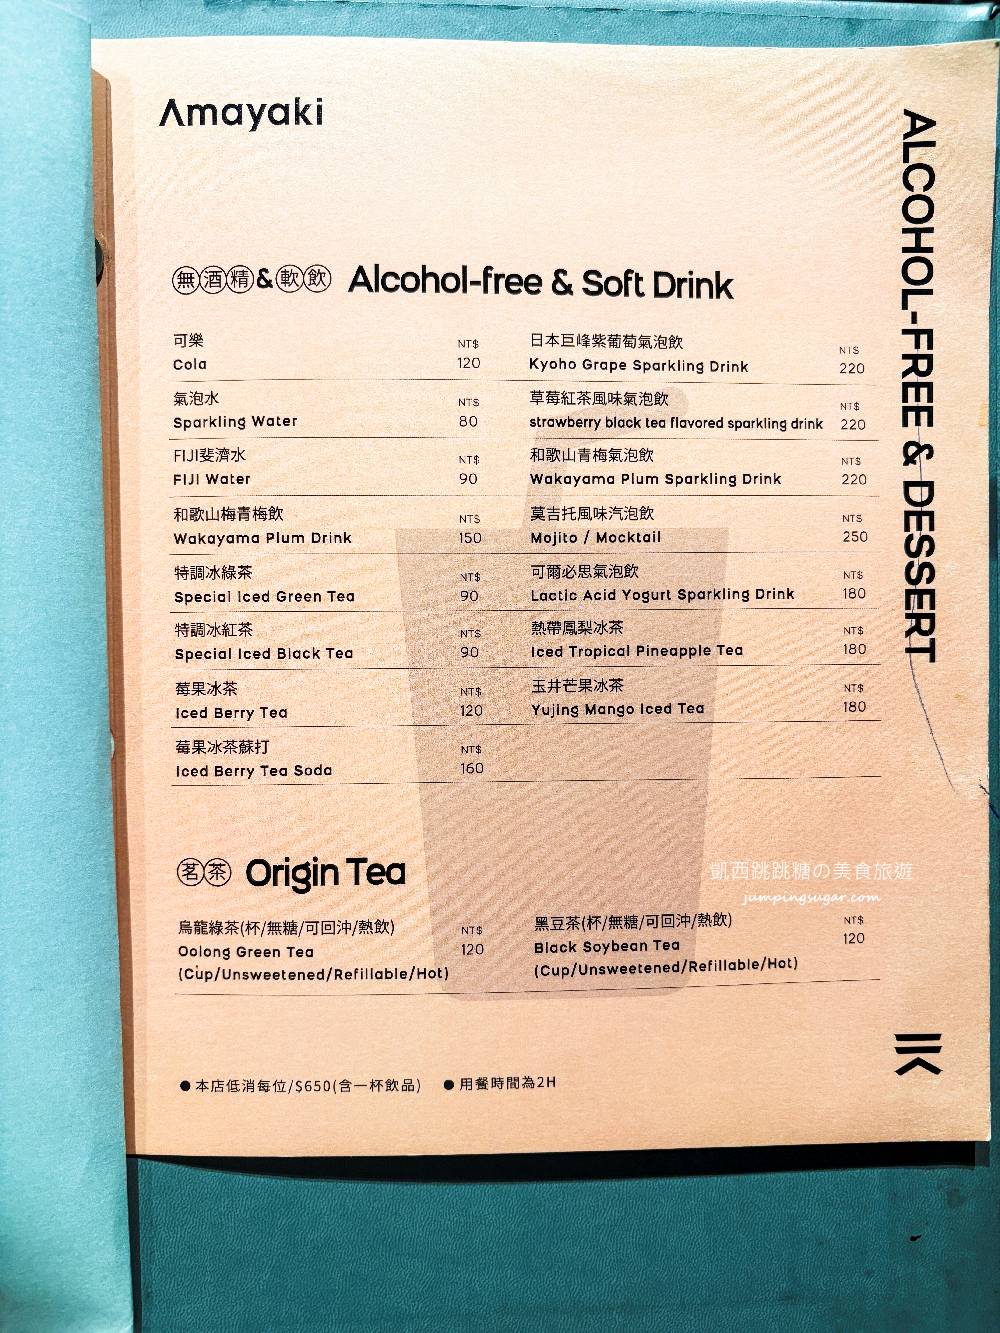 Amayaki
ALCOHOL-FREE & DESSERT
無酒精&軟飲 Alcohol-free & Soft Drink
可樂
Cola
NT$
120
氣泡水
Sparkling Water
NT$
80
FIJI斐濟水
FIJI Water
NT$
90
和歌山梅青梅飲
Wakayama Plum Drink
NT$
150
特調冰綠茶
Special Iced Green Tea
NT$
90
特調冰紅茶
Special Iced Black Tea
NT$
90
莓果冰茶
Iced Berry Tea
NT$
120
莓果冰茶蘇打
Iced Berry Tea Soda
NT$
160
日本巨峰紫葡萄氣泡飲
Kyoho Grape Sparkling Drink
NT$
220
草莓紅茶風味氣泡飲
strawberry black tea flavored sparkling drink
NT$
220
和歌山青梅氣泡飲
Wakayama Plum Sparkling Drink
NT$
220
莫吉托風味汽泡飲
Mojito / Mocktail
NT$
250
可爾必思氣泡飲
Lactic Acid Yogurt Sparkling Drink
NT$
180
熱帶鳳梨冰茶
Iced Tropical Pineapple Tea
NT$
180
玉井芒果冰茶
Yujing Mango Iced Tea
NT$
180
茗茶 Origin Tea
烏龍綠茶(杯/無糖/可回沖/熱飲)
Oolong Green Tea
(Cup/Unsweetened/Refillable/Hot)
NT$
120
黑豆茶(杯/無糖/可回沖/熱飲)
Black Soybean Tea
(Cup/Unsweetened/Refillable/Hot)
NT$
120
凱西跳跳糖の美食旅遊
jumpingsugar.com
●本店低消每位/$650(含一杯飲品) ●用餐時間為2H